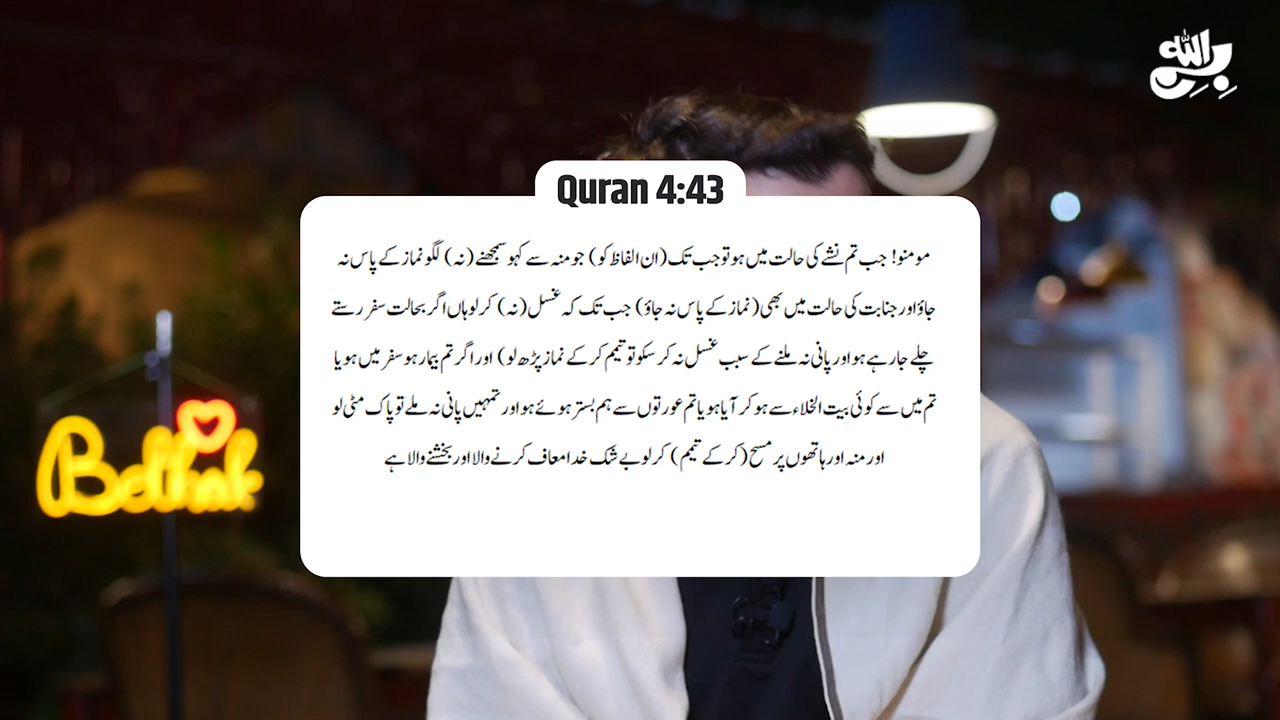 بسم الله
Quran 4:43
مومنو! جب تم نشے کی حالت میں ہو تو جب تک (ان الفاظ کو) جو منہ سے کہو سمجھنے (نہ) لگو نماز کے پاس نہ
جاؤ اور جنابت کی حالت میں بھی (نماز کے پاس نہ جاؤ) جب تک کہ غسل (نہ) کرلو ہاں اگر بحالت سفر رستے
چلے جارہے ہو اور پانی نہ ملنے کے سبب غسل نہ کرسکو تو تیمم کرکے نماز پڑھ لو) اور اگر تم بیمار ہو سفر میں ہو یا
تم میں سے کوئی بیت الخلاء سے ہو کر آیا ہو یا تم عورتوں سے ہم بستر ہوئے ہو اور تمہیں پانی نہ ملے تو پاک مٹی لو
اور منہ اور ہاتھوں پر مسح (کرکے تیمم) کرلو بے شک خدا معاف کرنے والا اور بخشنے والا ہے